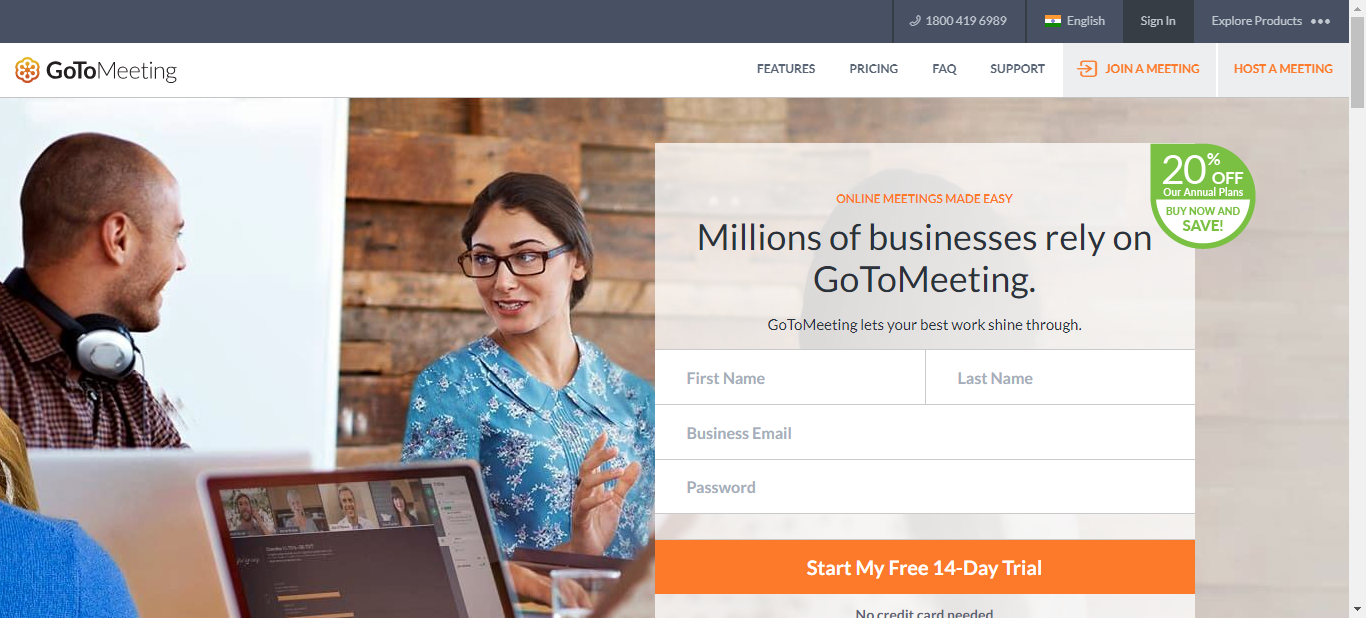 1800 419 6989
English
Sign In
Explore Products
GoToMeeting
FEATURES
PRICING
FAQ
SUPPORT
JOIN A MEETING
HOST A MEETING
20% OFF
Our Annual Plans
BUY NOW AND
SAVE!
ONLINE MEETINGS MADE EASY
Millions of businesses rely on
GoToMeeting.
GoToMeeting lets your best work shine through.
First Name
Last Name
Business Email
Password
Start My Free 14-Day Trial
No credit card needed